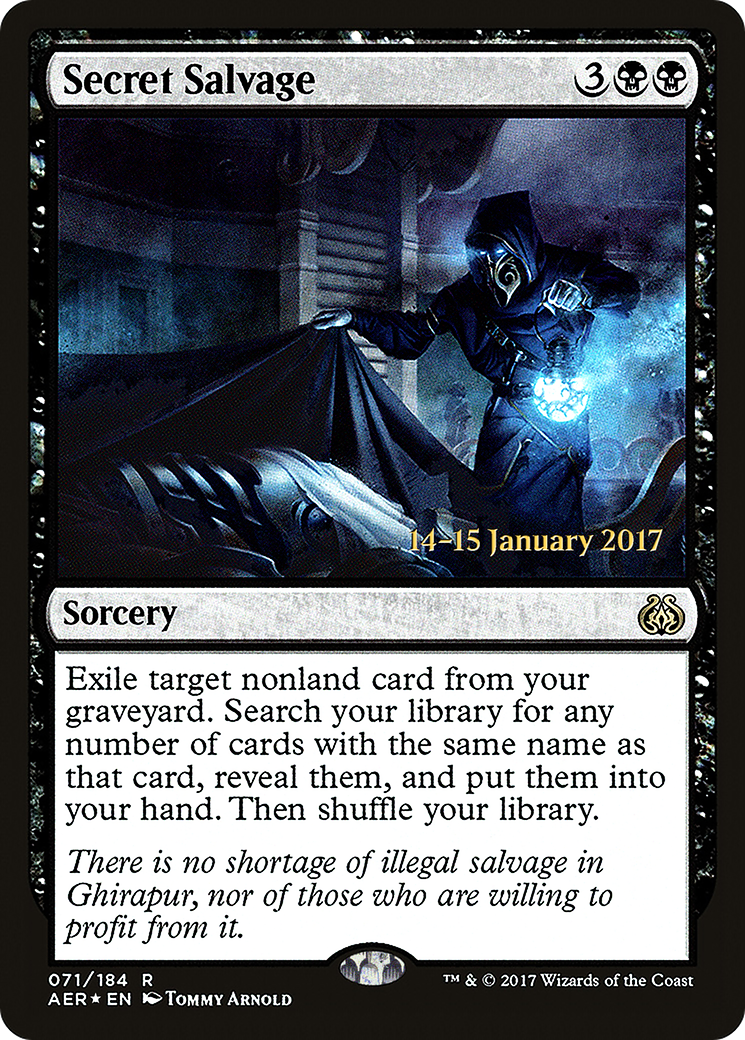 Secret Salvage 3
14–15 January 2017
Sorcery
Exile target nonland card from your
graveyard. Search your library for any
number of cards with the same name as
that card, reveal them, and put them into
your hand. Then shuffle your library.
There is no shortage of illegal salvage in
Ghirapur, nor of those who are willing to
profit from it.
071/184 R
AER★EN Tommy Arnold
™ & © 2017 Wizards of the Coast